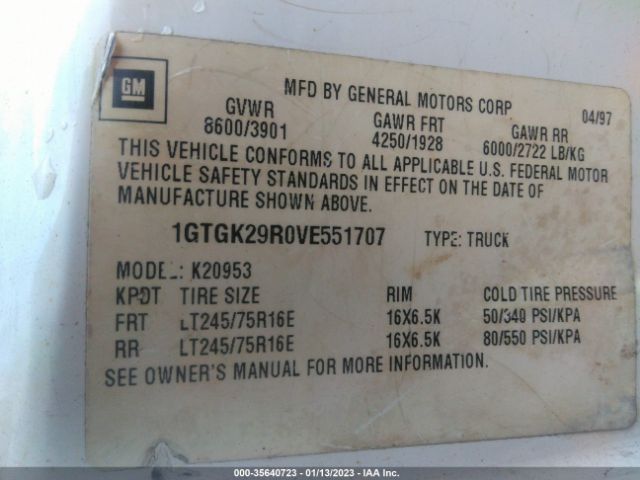 GM
MFD BY GENERAL MOTORS CORP 04/97
GVWR GAWR FRT GAWR RR
8600/3901 4250/1928 6000/2722 LB/KG
THIS VEHICLE CONFORMS TO ALL APPLICABLE U.S. FEDERAL MOTOR
VEHICLE SAFETY STANDARDS IN EFFECT ON THE DATE OF
MANUFACTURE SHOWN ABOVE.
1GTGK29R0VE551707 TYPE: TRUCK
MODEL: K20953
KPDT TIRE SIZE RIM COLD TIRE PRESSURE
FRT LT245/75R16E 16X6.5K 50/340 PSI/KPA
RR LT245/75R16E 16X6.5K 80/550 PSI/KPA
SEE OWNER'S MANUAL FOR MORE INFORMATION.
000-35640723 - 01/13/2023 - IAA Inc.